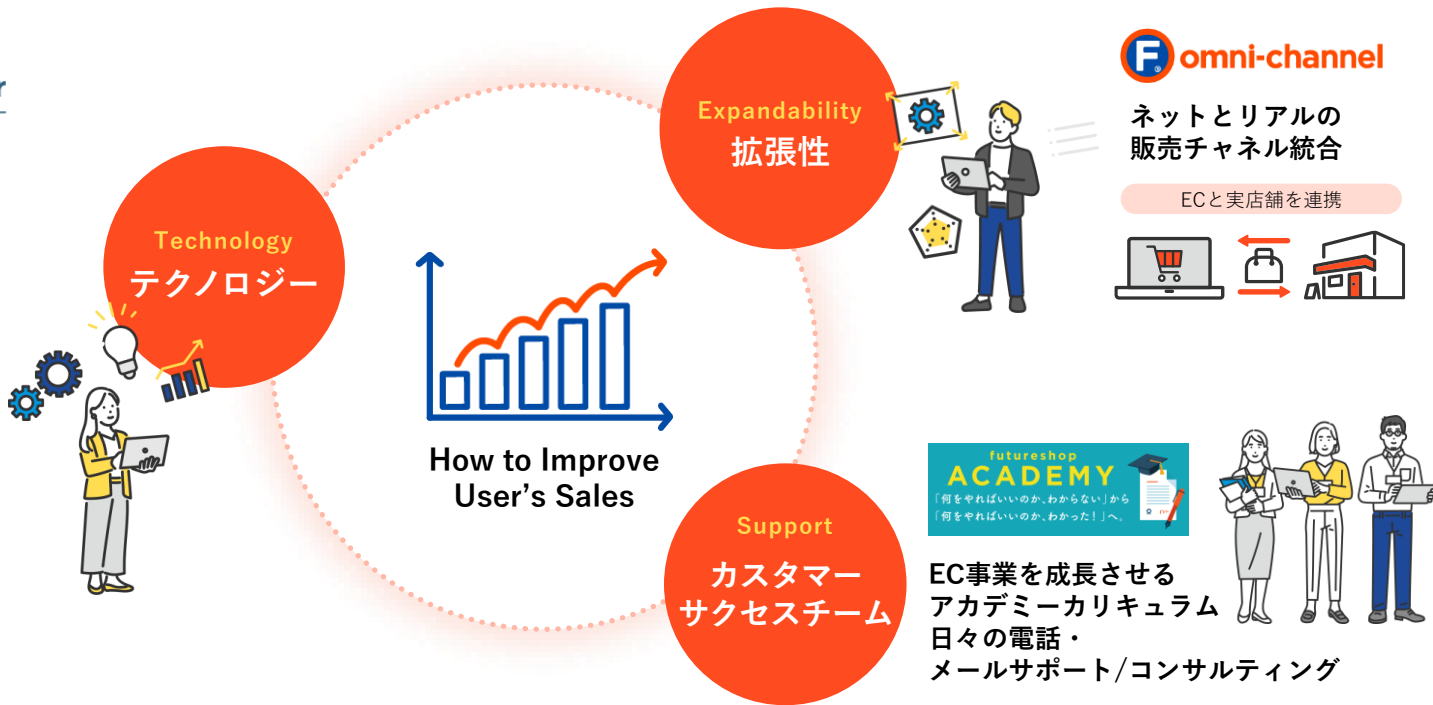 Technology
テクノロジー
Expandability
拡張性
omni-channel
ネットとリアルの
販売チャネル統合
ECと実店舗を連携
How to Improve
User’s Sales
Support
カスタマー
サクセスチーム
futureshop
ACADEMY
「何をやればいいのか、わからない」から
「何をやればいいのか、わかった！」へ。
EC事業を成長させる
アカデミーカリキュラム
日々の電話・
メールサポート/コンサルティング